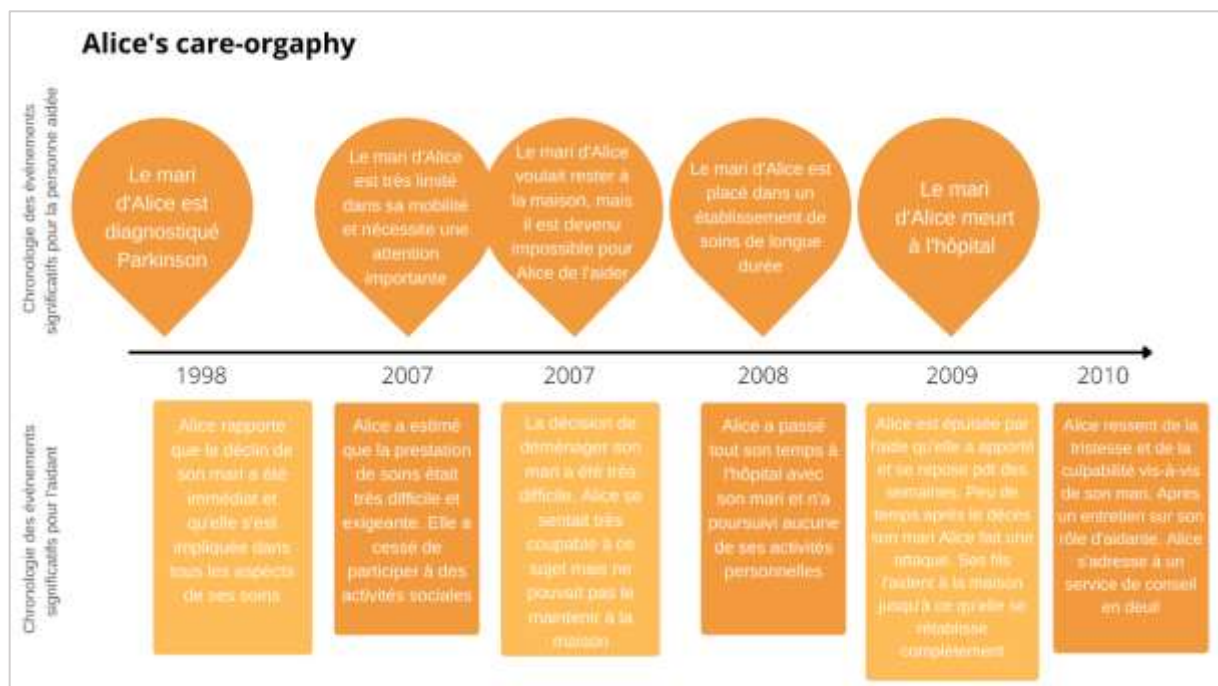 Alice's care-orgaphy
Chronologie des événements
significatifs pour la personne aidée
Le mari
d'Alice est
diagnostiqué
Parkinson
Le mari d'Alice
est très limité
dans sa mobilité
et nécessite une
attention
importante
Le mari d'Alice
voulait rester à
la maison, mais
il est devenu
impossible pour
Alice de l'aider
Le mari d'Alice est
placé dans un
établissement de
soins de longue
durée
Le mari
d'Alice meurt
à l'hôpital
1998
2007
2007
2008
2009
2010
Chronologie des événements
significatifs pour l'aidant
Alice rapporte
que le déclin de
son mari a été
immédiat et
qu'elle s'est
impliquée dans
tous les aspects
de ses soins
Alice a estimé
que la prestation
de soins était
très difficile et
exigeante. Elle a
cessé de
participer à des
activités sociales
La décision de
déménager son
mari a été très
difficile. Alice se
sentait très
coupable à ce
sujet mais ne
pouvait pas le
maintenir à la
maison
Alice a passé
tout son temps à
l'hôpital avec
son mari et n'a
poursuivi aucune
de ses activités
personnelles
Alice est épuisée par
l'aide qu'elle a apporté
et se repose pdt des
semaines. Peu de
temps après le décès
son mari Alice fait une
attaque. Ses fils
l'aident à la maison
jusqu'à ce qu'elle se
rétablisse
complètement
Alice ressent de la
tristesse et de la
culpabilité vis-à-vis
de son mari. Après
un entretien sur son
rôle d'aidante. Alice
s'adresse à un
service de conseil
en deuil